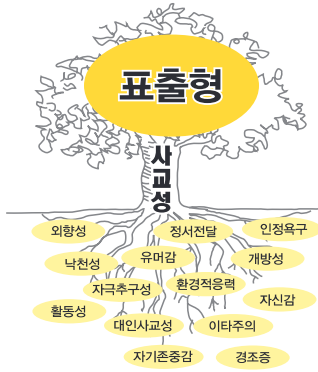 표출형
사교성
외향성
정서전달
인정욕구
낙천성
유머감
개방성
자극추구성
환경적응력
자신감
활동성
대인사교성
이타주의
자기존중감
경조증